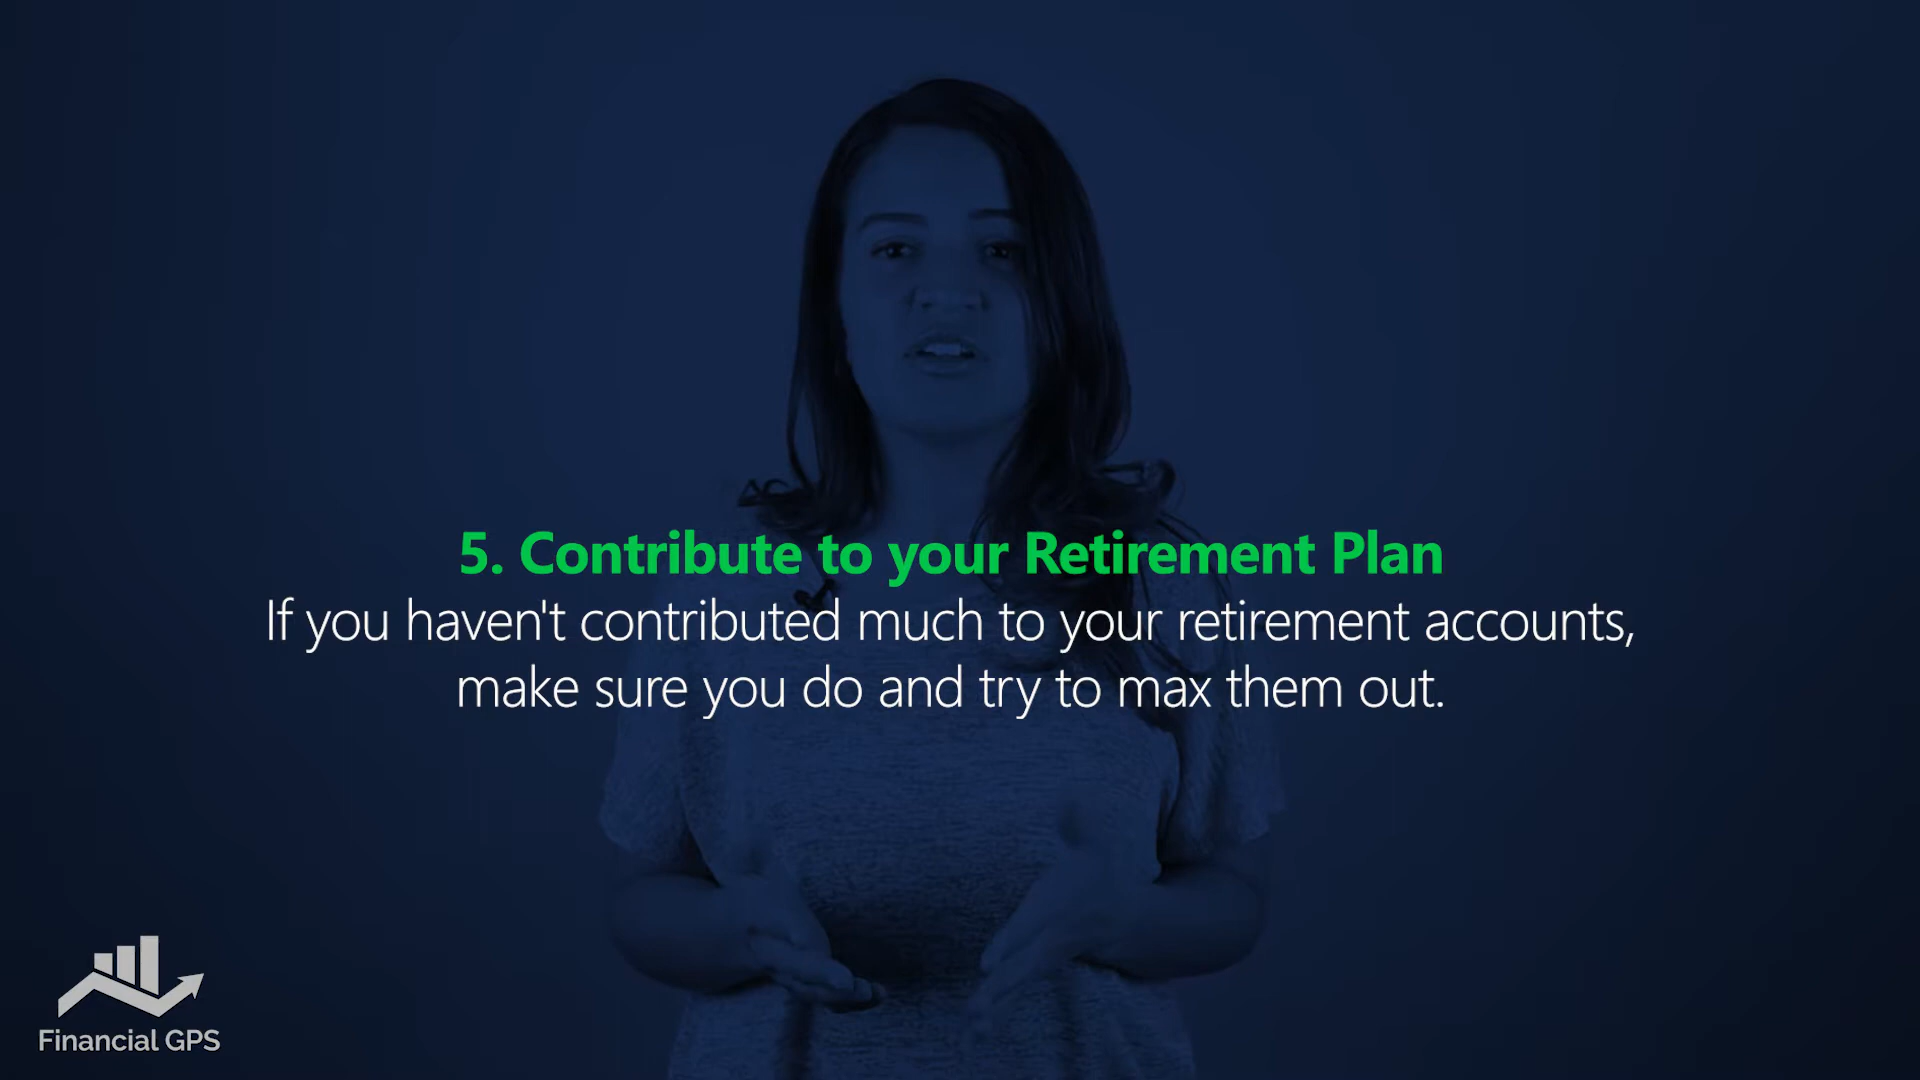 5. Contribute to your Retirement Plan
If you haven't contributed much to your retirement accounts,
make sure you do and try to max them out.
Financial GPS